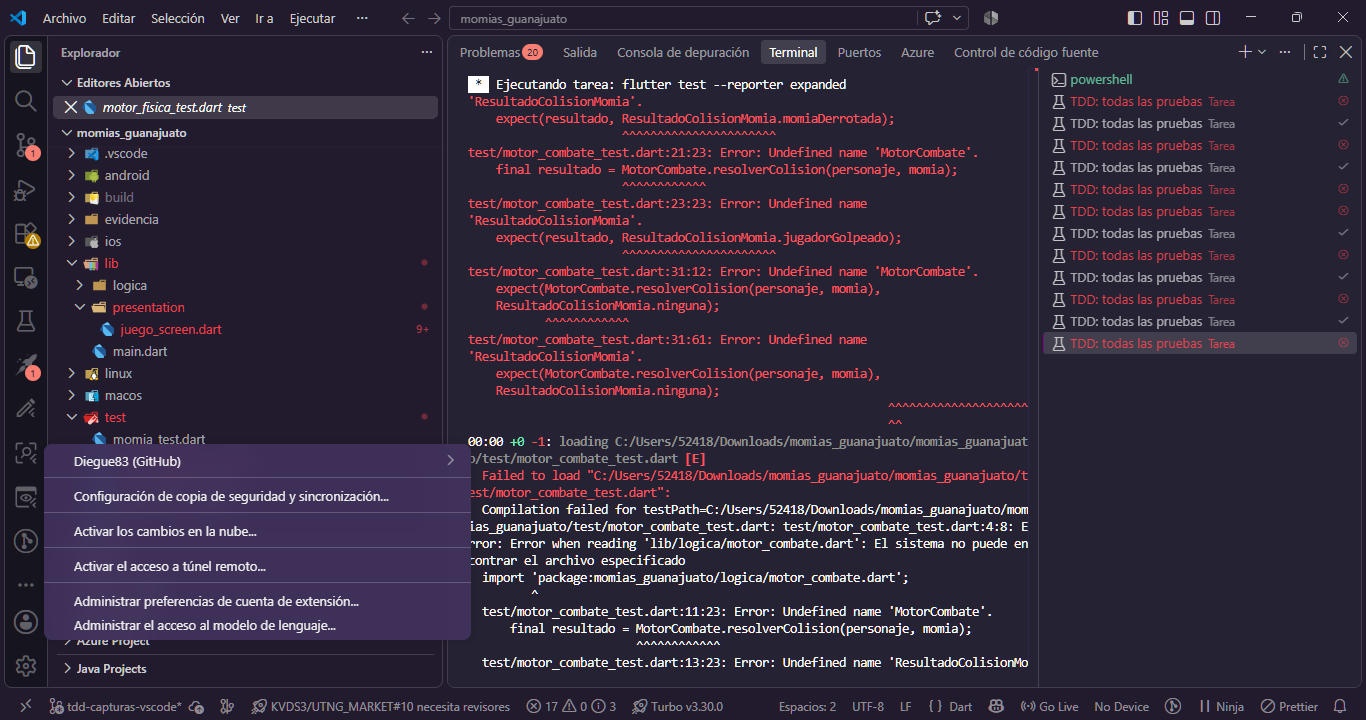 Archivo Editar Selección Ver Ir a Ejecutar ··· momias_guanajuato
Explorador
Editores Abiertos
motor_fisica_test.dart test
momias_guanajuato
.vscode
android
build
evidencia
ios
lib
logica
presentation
juego_screen.dart 9+
main.dart
linux
macos
test
momia_test.dart
1
1
Diegue83 (GitHub)
Configuración de copia de seguridad y sincronización...
Activar los cambios en la nube...
Activar el acceso a túnel remoto...
Administrar preferencias de cuenta de extensión...
Administrar el acceso al modelo de lenguaje...
Azure Project
Java Projects
Problemas 20 Salida Consola de depuración Terminal Puertos Azure Control de código fuente
* Ejecutando tarea: flutter test --reporter expanded
'ResultadoColisionMomia'.
expect(resultado, ResultadoColisionMomia.momiaDerrotada);
^^^^^^^^^^^^^^^^^^^^^^
test/motor_combate_test.dart:21:23: Error: Undefined name 'MotorCombate'.
final resultado = MotorCombate.resolverColision(personaje, momia);
^^^^^^^^^^^^
test/motor_combate_test.dart:23:23: Error: Undefined name
'ResultadoColisionMomia'.
expect(resultado, ResultadoColisionMomia.jugadorGolpeado);
^^^^^^^^^^^^^^^^^^^^^^
test/motor_combate_test.dart:31:12: Error: Undefined name 'MotorCombate'.
expect(MotorCombate.resolverColision(personaje, momia),
ResultadoColisionMomia.ninguna);
^^^^^^^^^^^^
test/motor_combate_test.dart:31:61: Error: Undefined name
'ResultadoColisionMomia'.
expect(MotorCombate.resolverColision(personaje, momia),
ResultadoColisionMomia.ninguna);
^^^^^^^^^^^^^^^^^^^^
^^
00:00 +0 -1: loading C:/Users/52418/Downloads/momias_guanajuato/momias_guanajuat
o/test/motor_combate_test.dart [E]
Failed to load "C:/Users/52418/Downloads/momias_guanajuato/momias_guanajuato/t
est/motor_combate_test.dart":
Compilation failed for testPath=C:/Users/52418/Downloads/momias_guanajuato/mom
ias_guanajuato/test/motor_combate_test.dart: test/motor_combate_test.dart:4:8: E
rror: Error when reading 'lib/logica/motor_combate.dart': El sistema no puede en
contrar el archivo especificado
import 'package:momias_guanajuato/logica/motor_combate.dart';
^
test/motor_combate_test.dart:11:23: Error: Undefined name 'MotorCombate'.
final resultado = MotorCombate.resolverColision(personaje, momia);
^^^^^^^^^^^^
test/motor_combate_test.dart:13:23: Error: Undefined name 'ResultadoColisionMo
powershell
TDD: todas las pruebas Tarea
TDD: todas las pruebas Tarea
TDD: todas las pruebas Tarea
TDD: todas las pruebas Tarea
TDD: todas las pruebas Tarea
TDD: todas las pruebas Tarea
TDD: todas las pruebas Tarea
TDD: todas las pruebas Tarea
TDD: todas las pruebas Tarea
TDD: todas las pruebas Tarea
TDD: todas las pruebas Tarea
TDD: todas las pruebas Tarea
tdd-capturas-vscode* KVDS3/UTNG_MARKET#10 necesita revisores 17 0 3 Turbo v3.30.0 Espacios: 2 UTF-8 LF {} Dart Go Live No Device Ninja Prettier